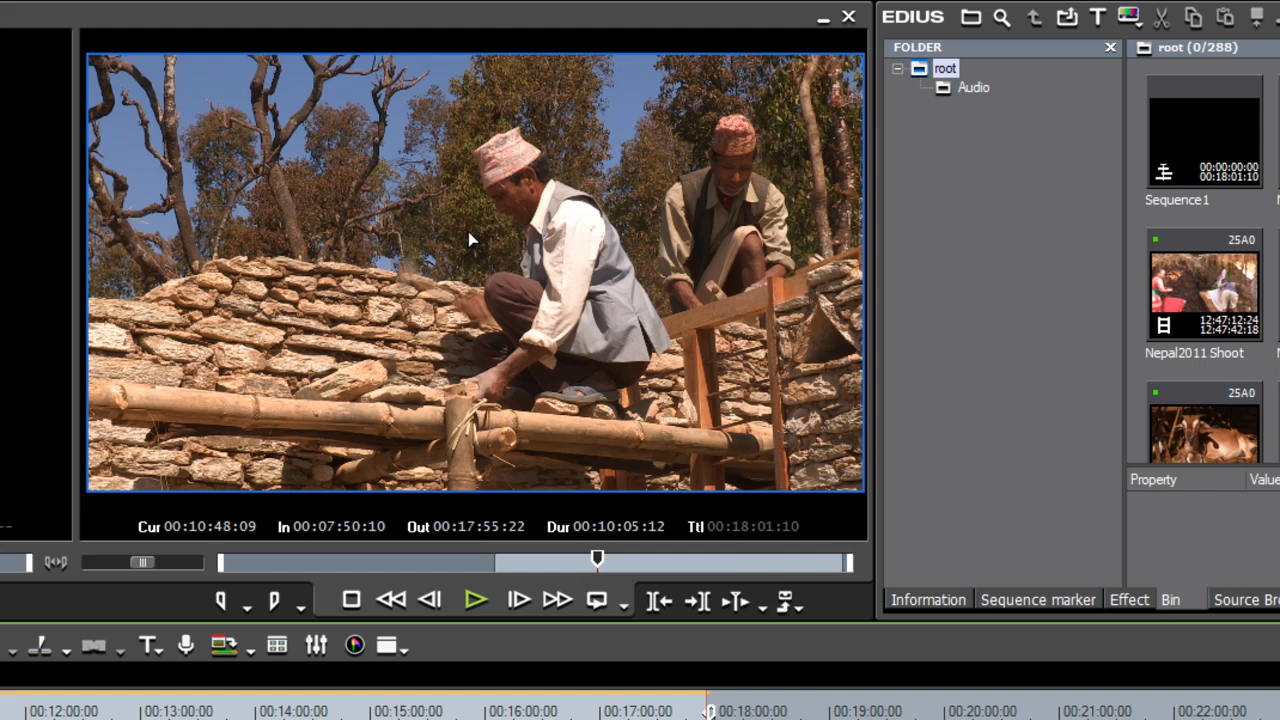 EDIUS
FOLDER
root (0/288)
root
Audio
00:00:00:00
00:18:01:10
Sequence1
25A0
12:47:12:24
12:47:42:18
Nepal2011 Shoot
25A0
Property
Value
Cur 00:10:48:09 In 00:07:50:10 Out 00:17:55:22 Dur 00:10:05:12 Ttl 00:18:01:10
Information Sequence marker Effect Bin Source Br
00:12:00:00 00:13:00:00 00:14:00:00 00:15:00:00 00:16:00:00 00:17:00:00 00:18:00:00 00:19:00:00 00:20:00:00 00:21:00:00 00:22:00:00